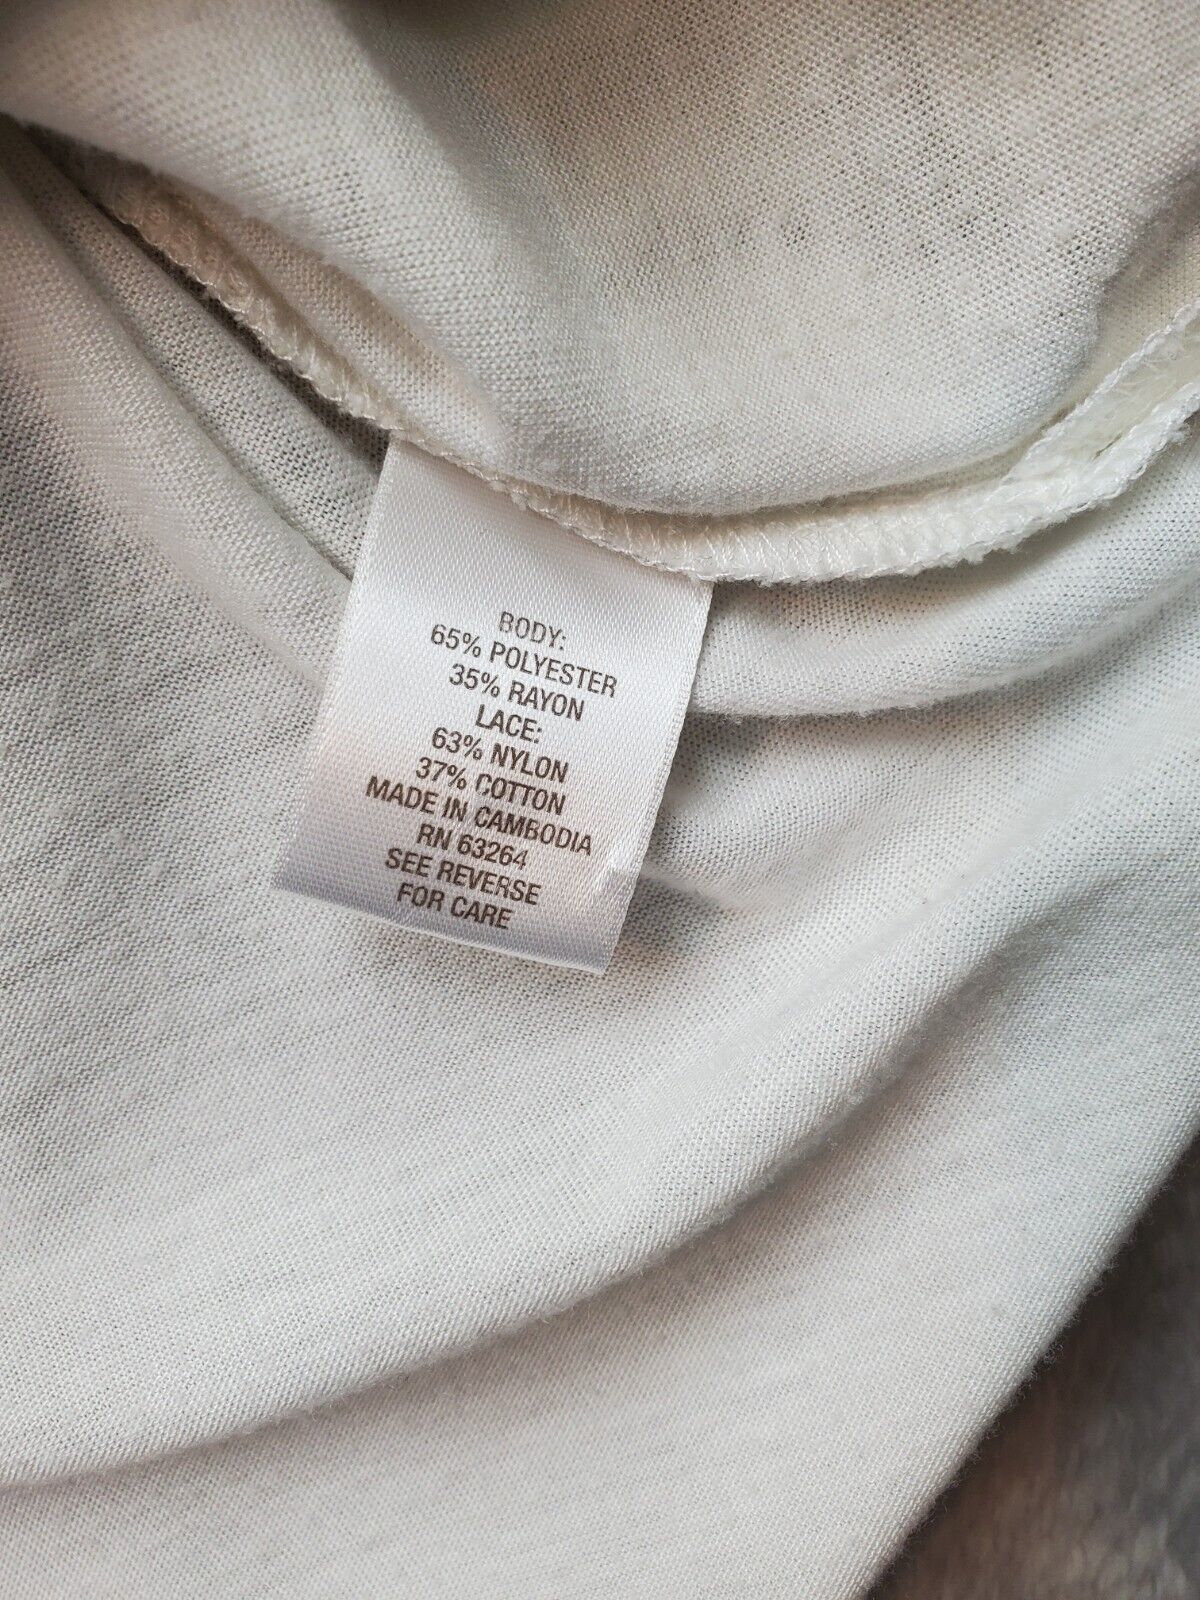 BODY:
65% POLYESTER
35% RAYON
LACE:
63% NYLON
37% COTTON
MADE IN CAMBODIA
RN 63264
SEE REVERSE
FOR CARE